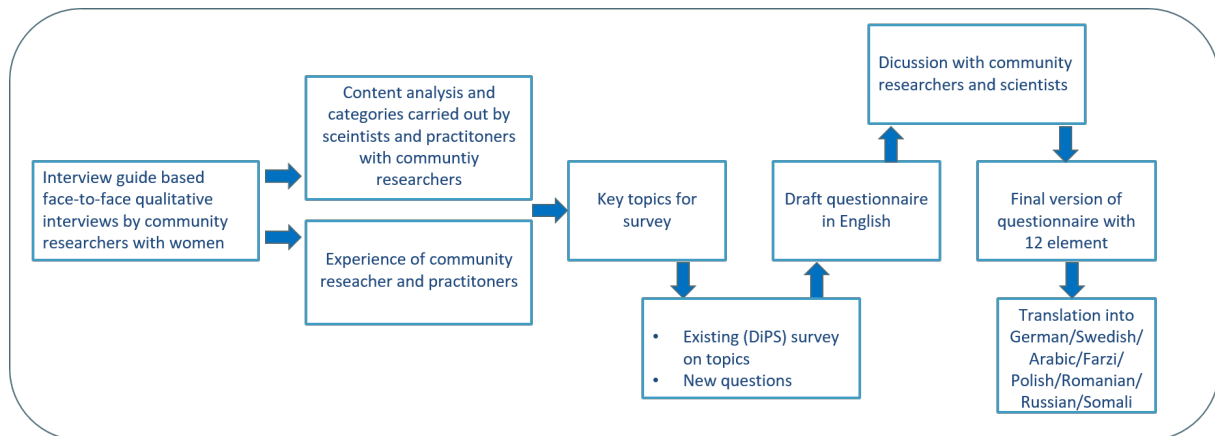 Interview guide based
face-to-face qualitative
interviews by community
researchers with women
Content analysis and
categories carried out by
sceintists and practitoners
with communtiy
researchers
Experience of community
reseacher and practitoners
Key topics for
survey
• Existing (DiPS) survey
on topics
• New questions
Draft questionnaire
in English
Dicussion with community
researchers and scientists
Final version of
questionnaire with
12 element
Translation into
German/Swedish/
Arabic/Farzi/
Polish/Romanian/
Russian/Somali